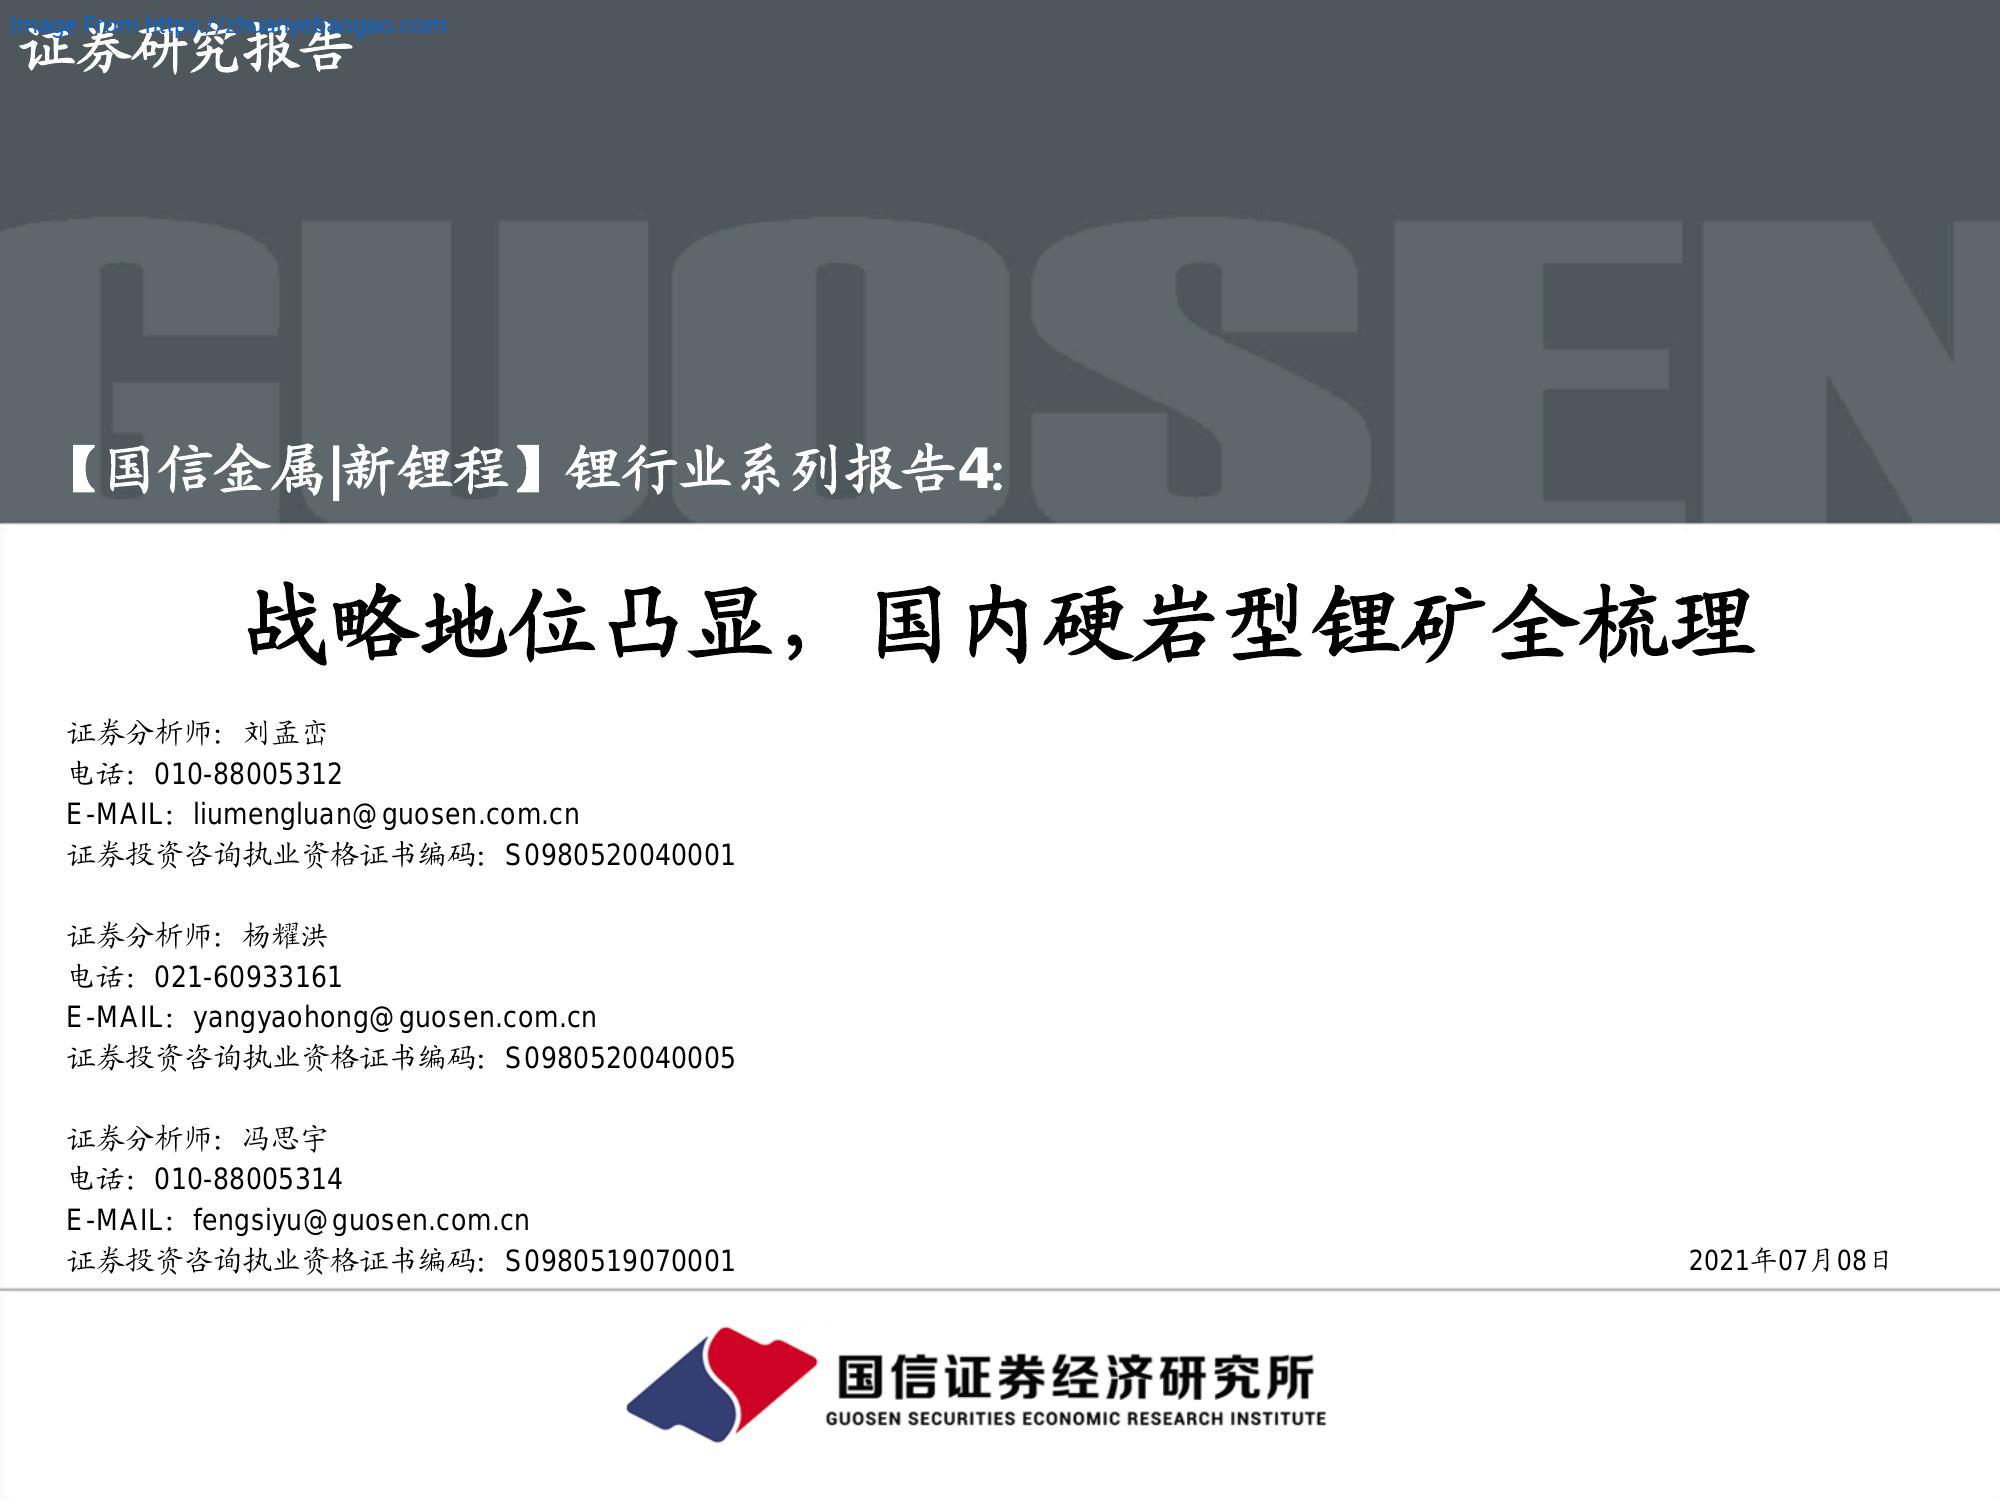 Image From https://zhuanyebaogao.com
证券研究报告
GUOSEN
【国信金属|新锂程】锂行业系列报告4:
战略地位凸显，国内硬岩型锂矿全梳理
证券分析师：刘孟峦
电话：010-88005312
E-MAIL：liumengluan@guosen.com.cn
证券投资咨询执业资格证书编码：S0980520040001
证券分析师：杨耀洪
电话：021-60933161
E-MAIL：yangyaohong@guosen.com.cn
证券投资咨询执业资格证书编码：S0980520040005
证券分析师：冯思宇
电话：010-88005314
E-MAIL：fengsiyu@guosen.com.cn
证券投资咨询执业资格证书编码：S0980519070001
2021年07月08日
国信证券经济研究所
GUOSEN SECURITIES ECONOMIC RESEARCH INSTITUTE